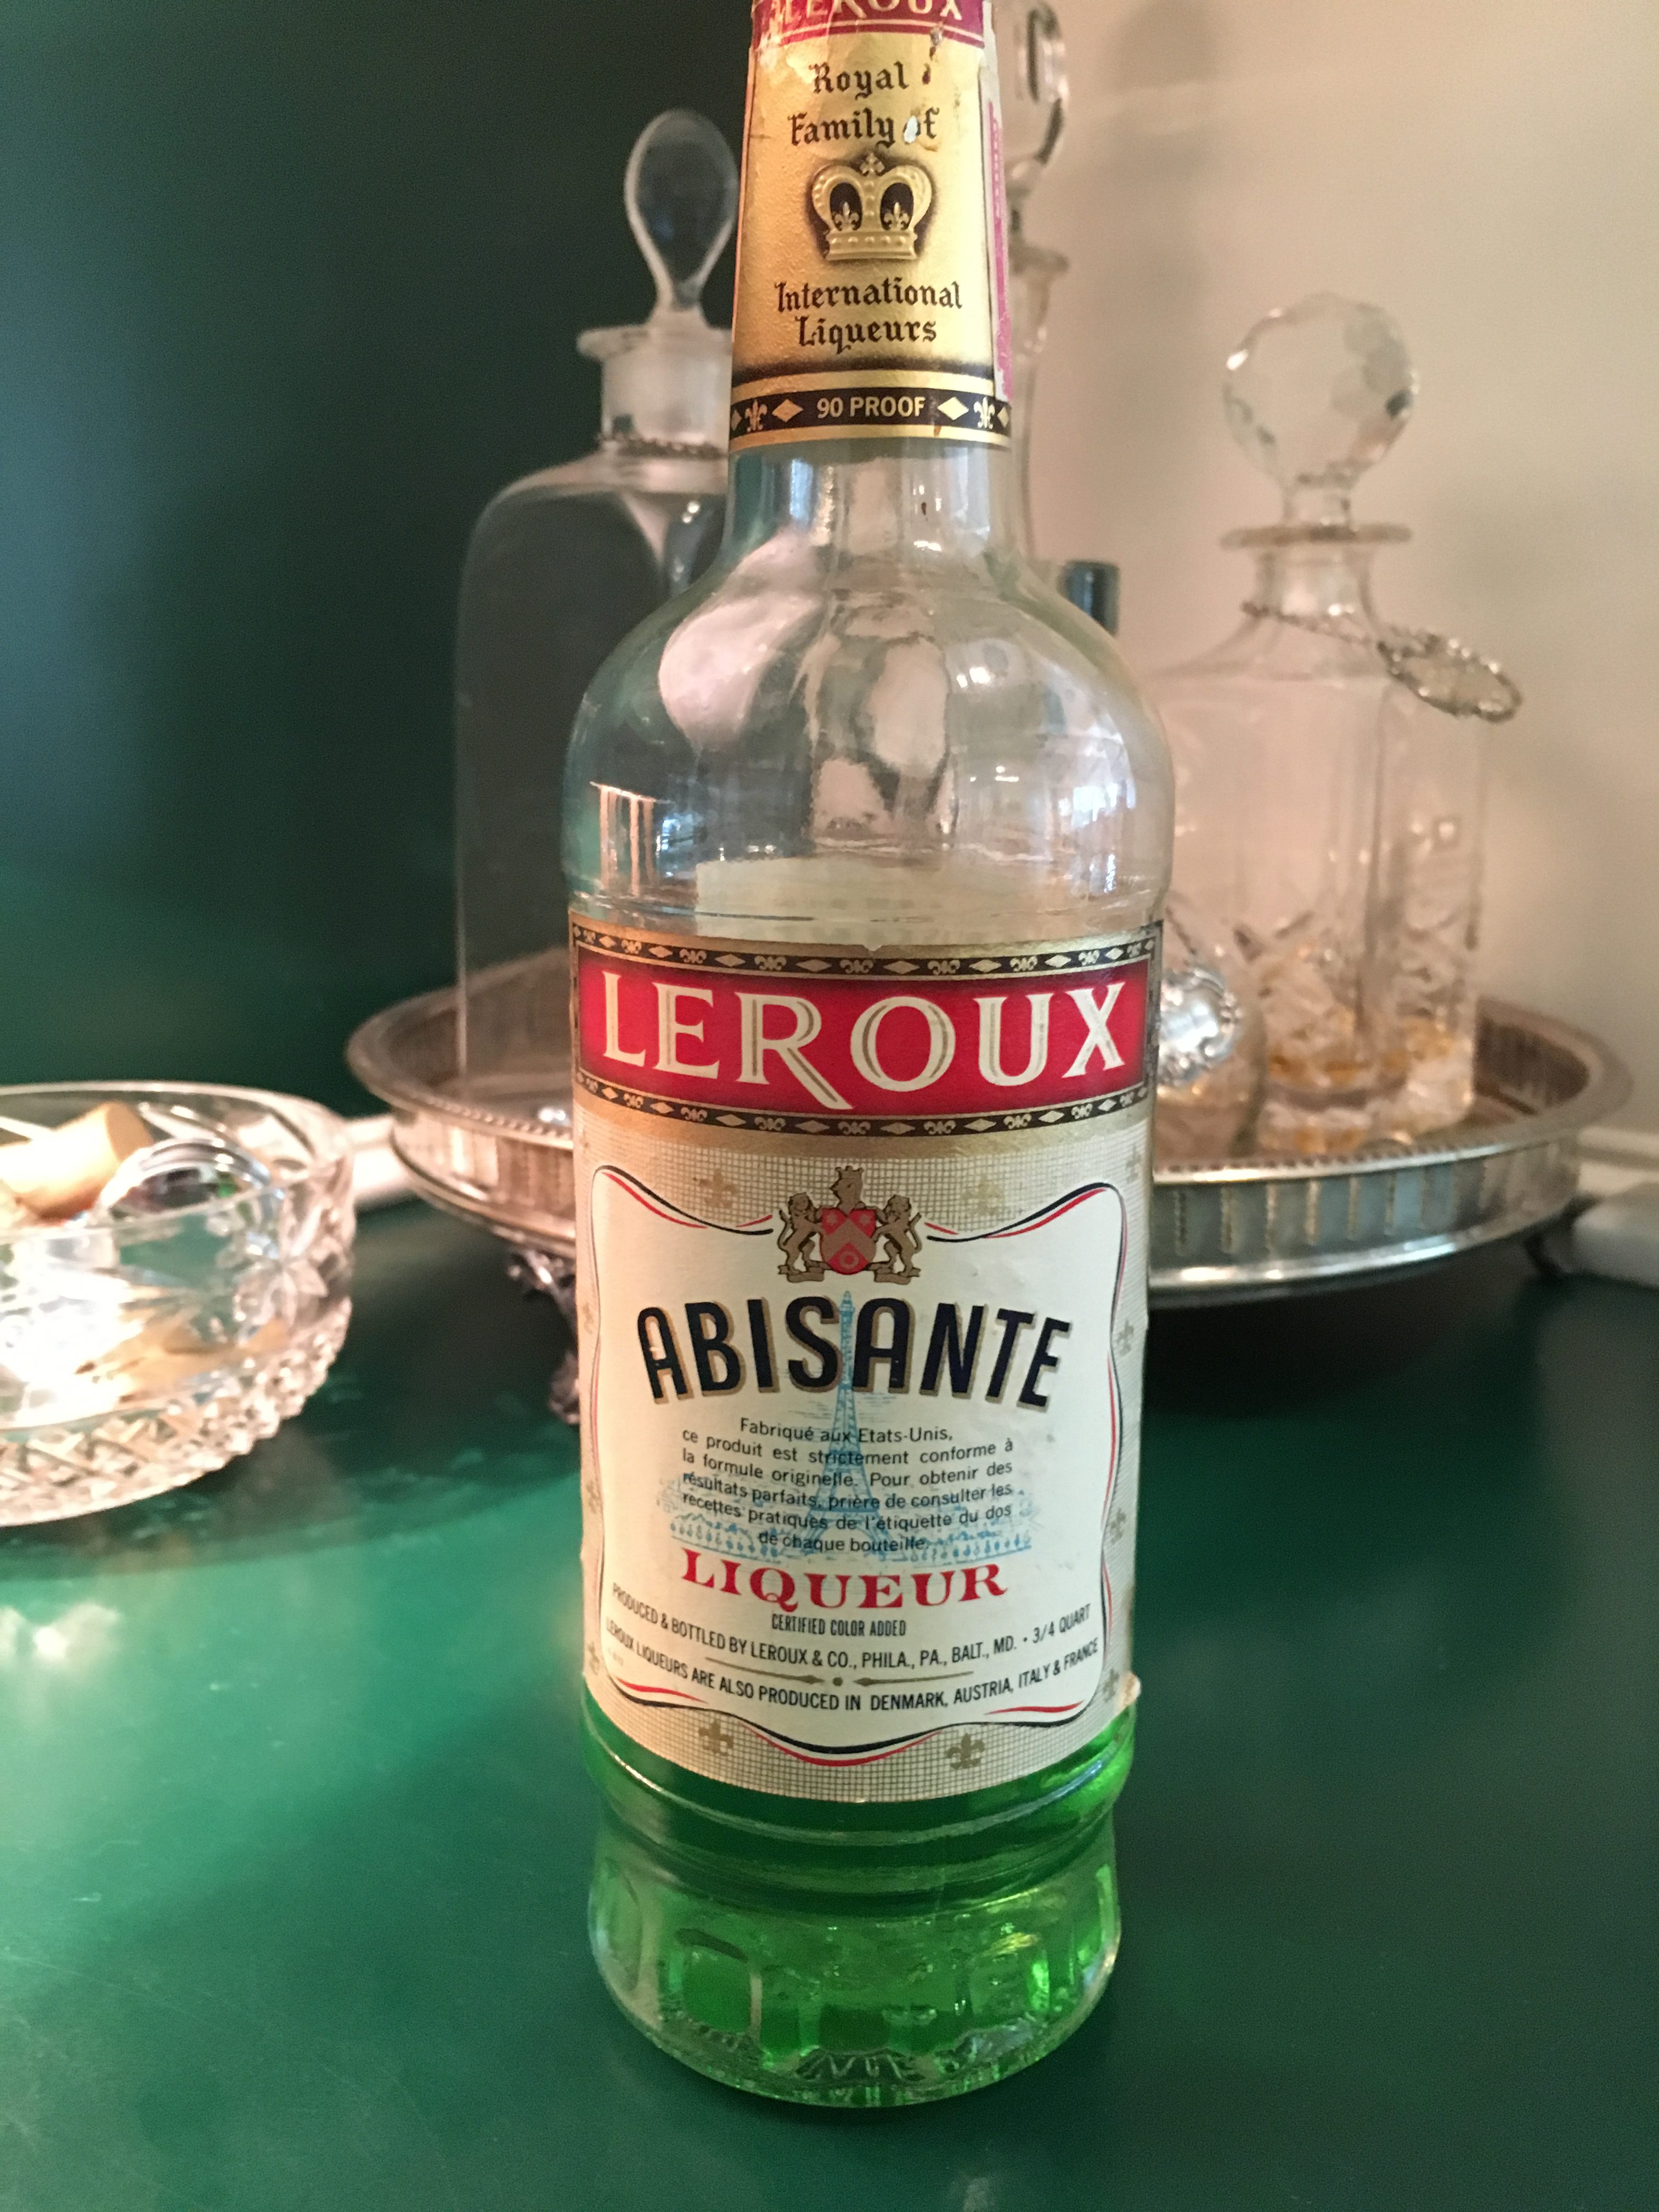 LEROUX
Royal
Family of
International
Liqueurs
90 PROOF
LEROUX
ABISANTE
Fabriqué aux Etats-Unis,
ce produit est strictement conforme à
la formule originelle. Pour obtenir des
résultats parfaits, prière de consulter les
recettes pratiques de l'étiquette du dos
de chaque bouteille.
LIQUEUR
CERTIFIED COLOR ADDED
PRODUCED & BOTTLED BY LEROUX & CO., PHILA., PA., BALT., MD. • 3/4 QUART
LEROUX LIQUEURS ARE ALSO PRODUCED IN DENMARK, AUSTRIA, ITALY & FRANCE